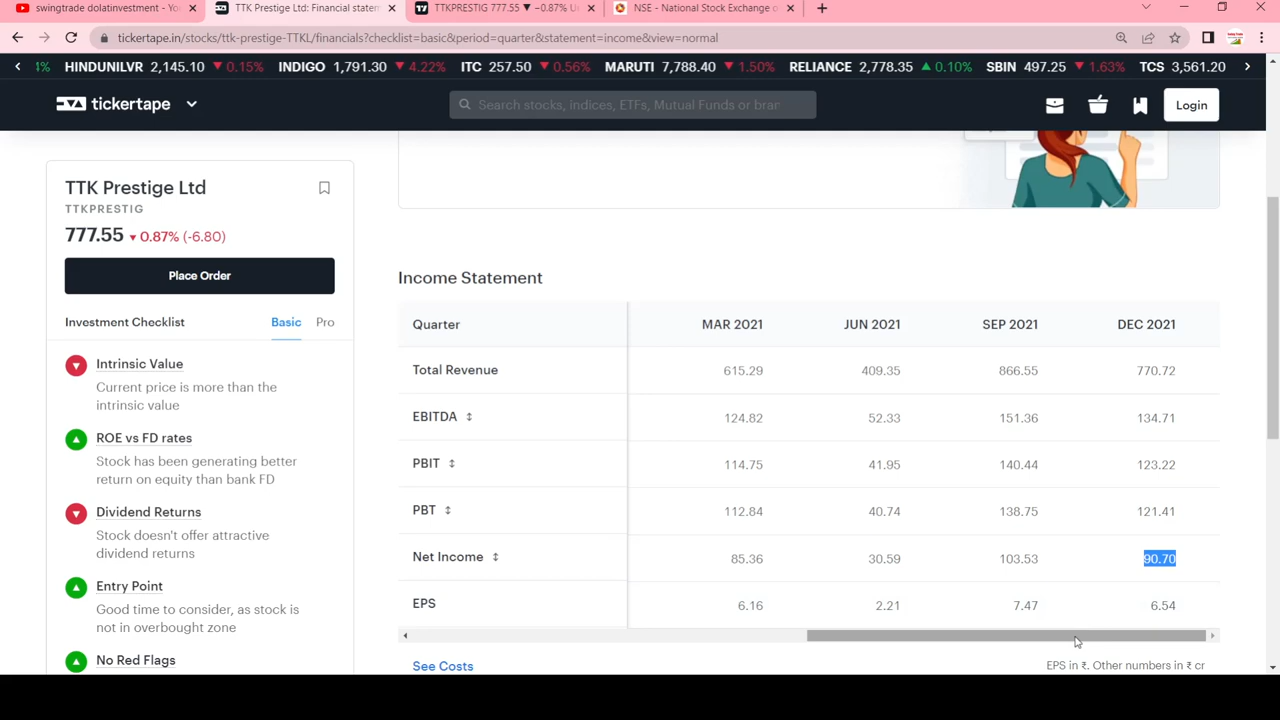 swingtrade dolatinvestment - Yo
TTK Prestige Ltd: Financial statem
TTKPRESTIG 777.55 ▼ −0.87% U
NSE - National Stock Exchange o
tickertape.in/stocks/ttk-prestige-TTKL/financials?checklist=basic&period=quarter&statement=income&view=normal
1% HINDUNILVR 2,145.10 ▼ 0.15% INDIGO 1,791.30 ▼ 4.22% ITC 257.50 ▼ 0.56% MARUTI 7,788.40 ▼ 1.50% RELIANCE 2,778.35 ▲ 0.10% SBIN 497.25 ▼ 1.63% TCS 3,561.20
tickertape
Search stocks, indices, ETFs, Mutual Funds or bran
Login
TTK Prestige Ltd
TTKPRESTIG
777.55 ▼ 0.87% (-6.80)
Place Order
Investment Checklist Basic Pro
Intrinsic Value
Current price is more than the
intrinsic value
ROE vs FD rates
Stock has been generating better
return on equity than bank FD
Dividend Returns
Stock doesn't offer attractive
dividend returns
Entry Point
Good time to consider, as stock is
not in overbought zone
No Red Flags
Income Statement
Quarter MAR 2021 JUN 2021 SEP 2021 DEC 2021
Total Revenue 615.29 409.35 866.55 770.72
EBITDA 124.82 52.33 151.36 134.71
PBIT 114.75 41.95 140.44 123.22
PBT 112.84 40.74 138.75 121.41
Net Income 85.36 30.59 103.53 90.70
EPS 6.16 2.21 7.47 6.54
See Costs
EPS in ₹. Other numbers in ₹ cr